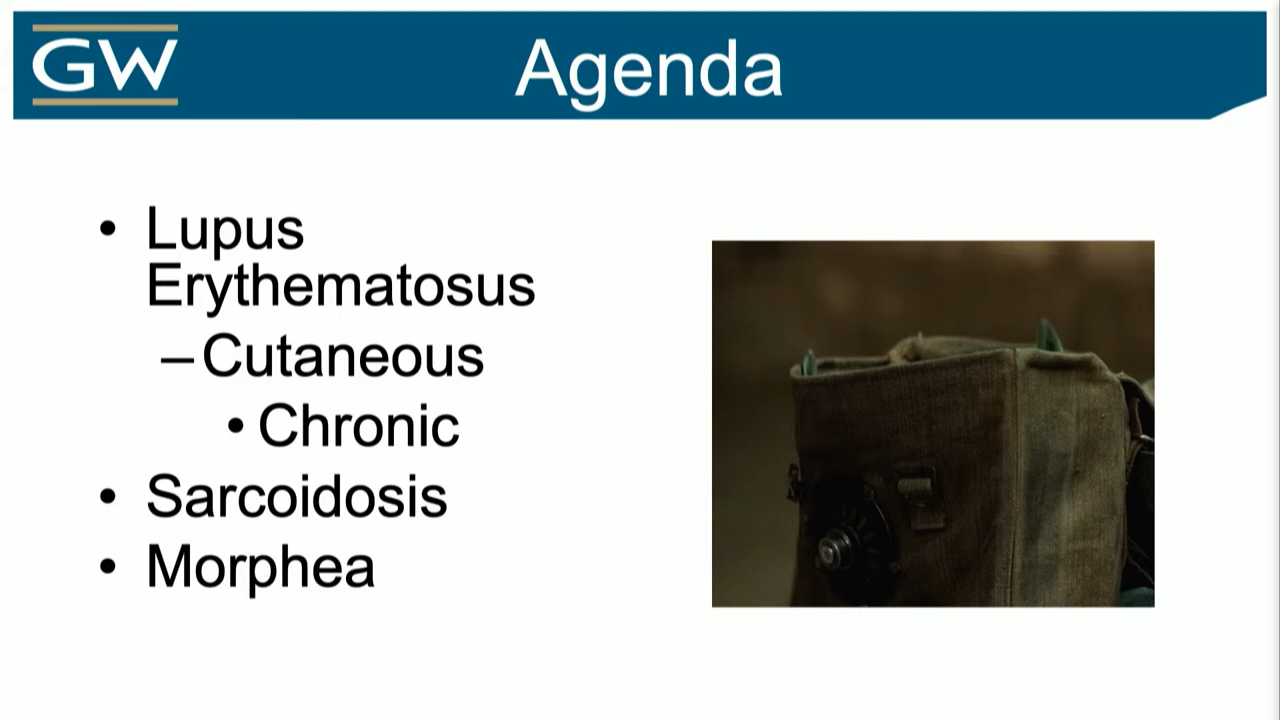 GW
Agenda
• Lupus
Erythematosus
– Cutaneous
• Chronic
• Sarcoidosis
• Morphea